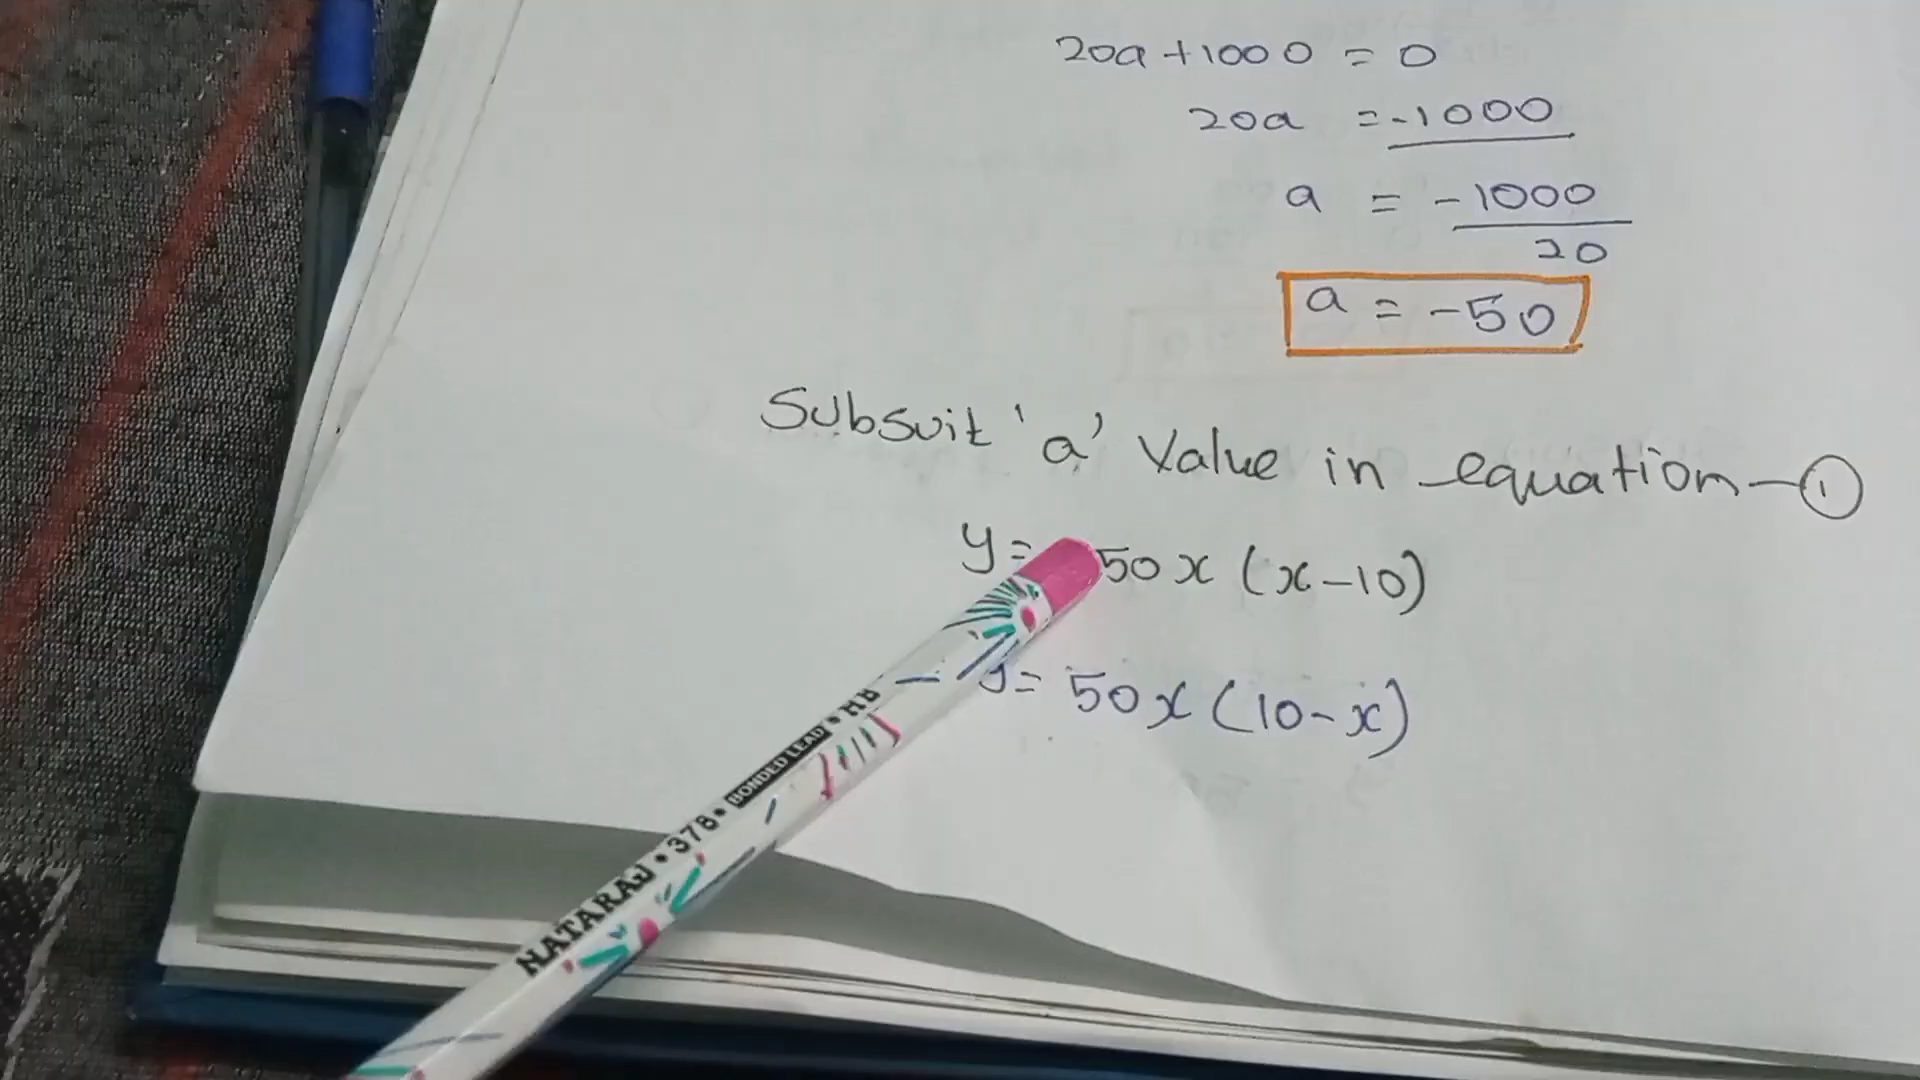 20a + 1000 = 0
20a = -1000
a = -1000
20
a = -50
Subsuit 'a' Value in equation - ①
y = 50x (x - 10)
y = 50x (10 - x)
NATARAJ • 378 • BONDED LEAD • HB